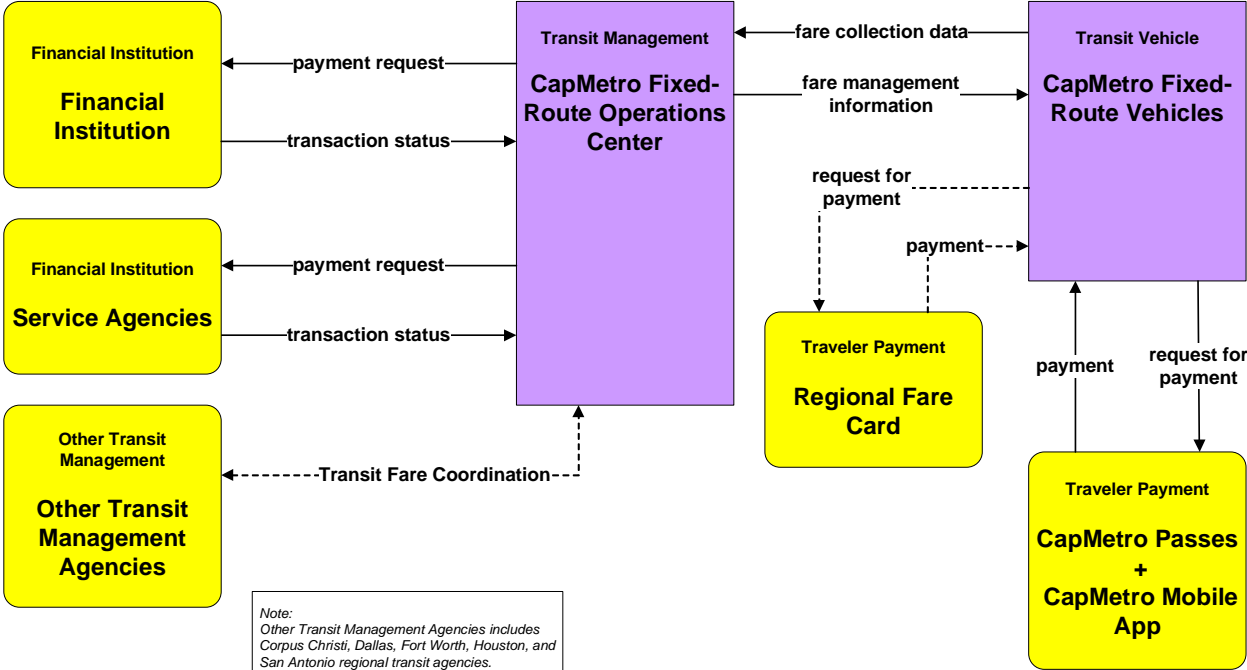 Financial Institution
Financial
Institution
payment request
transaction status
Transit Management
CapMetro Fixed-
Route Operations
Center
fare collection data
fare management
information
Transit Vehicle
CapMetro Fixed-
Route Vehicles
request for
payment
payment
Financial Institution
Service Agencies
payment request
transaction status
Traveler Payment
Regional Fare
Card
payment
request for
payment
Other Transit
Management
Other Transit
Management
Agencies
Transit Fare Coordination
Traveler Payment
CapMetro Passes
+
CapMetro Mobile
App
Note:
Other Transit Management Agencies includes
Corpus Christi, Dallas, Fort Worth, Houston, and
San Antonio regional transit agencies.